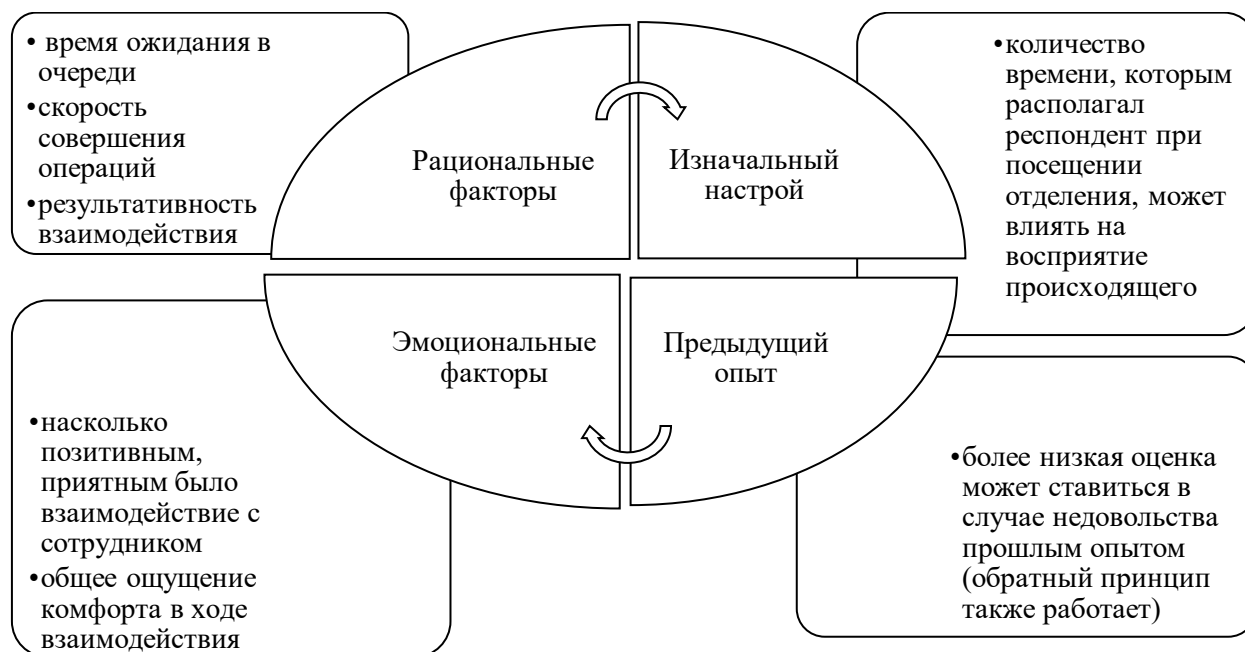 • время ожидания в
очереди
•скорость
совершения
операций
•результативность
взаимодействия
Рациональные
факторы
Изначальный
настрой
•количество
времени, которым
располагал
респондент при
посещении
отделения, может
влиять на
восприятие
происходящего
Эмоциональные
факторы
Предыдущий
опыт
•насколько
позитивным,
приятным было
взаимодействие с
сотрудником
•общее ощущение
комфорта в ходе
взаимодействия
•более низкая оценка
может ставиться в
случае недовольства
прошлым опытом
(обратный принцип
также работает)